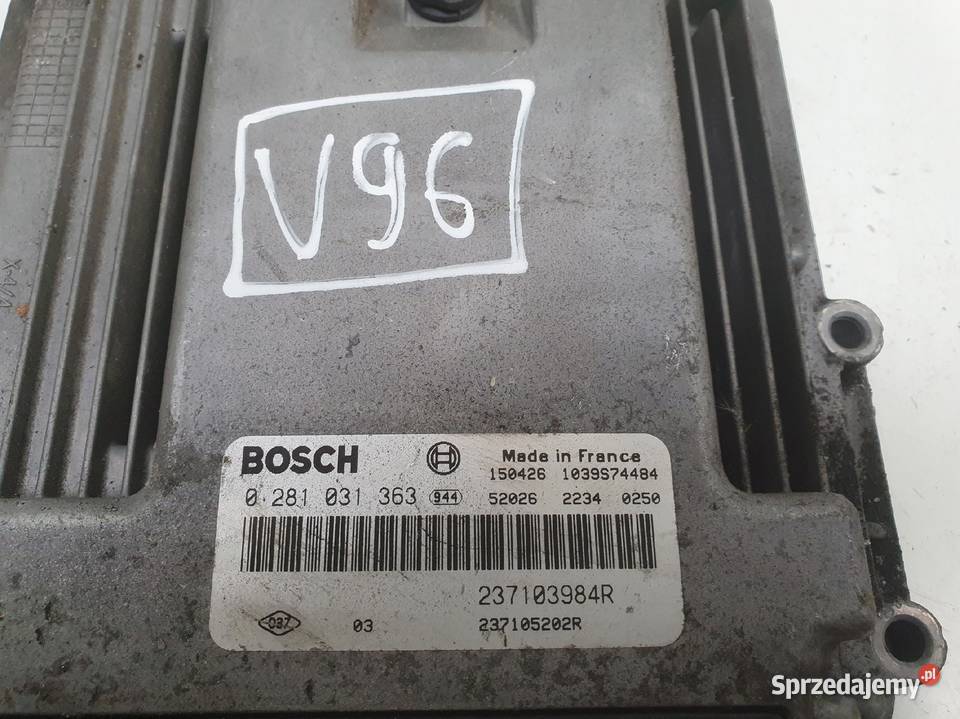 V96
BOSCH Made in France
150426 1039S74484
0 281 031 363 944 52026 2234 0250
237103984R
037 03 237105202R
Sprzedajemy.pl